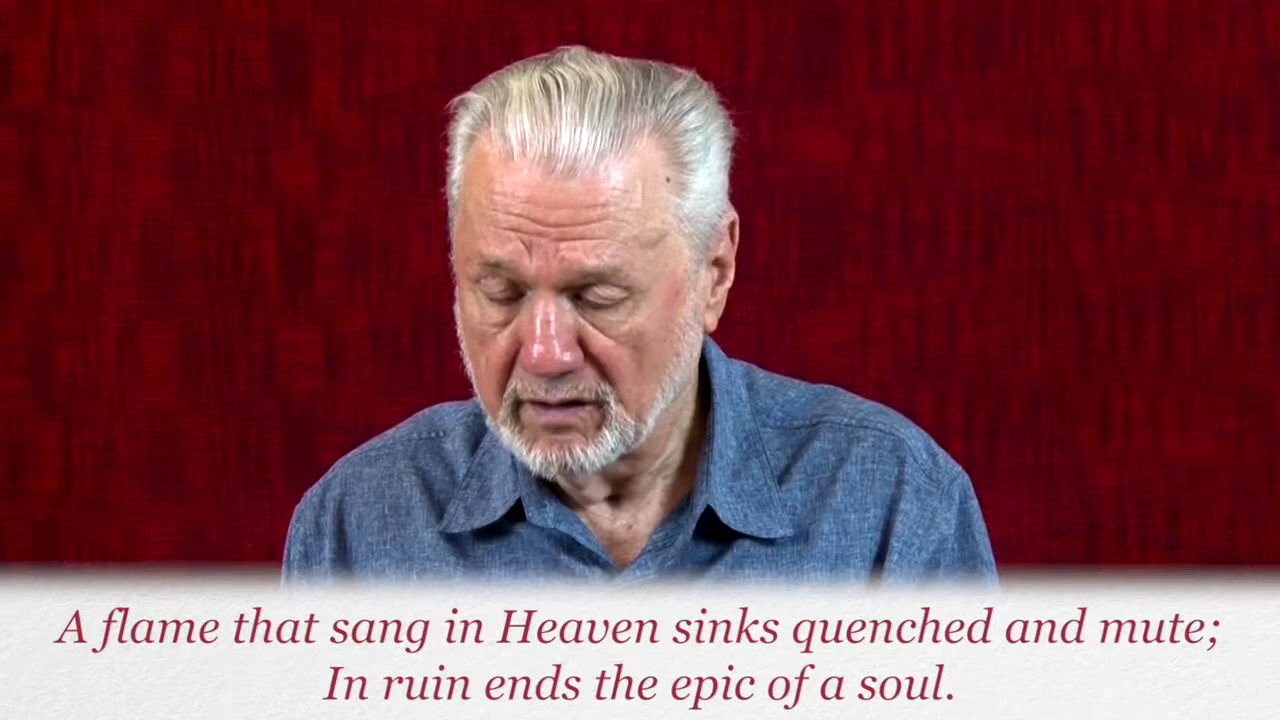 A flame that sang in Heaven sinks quenched and mute;
In ruin ends the epic of a soul.